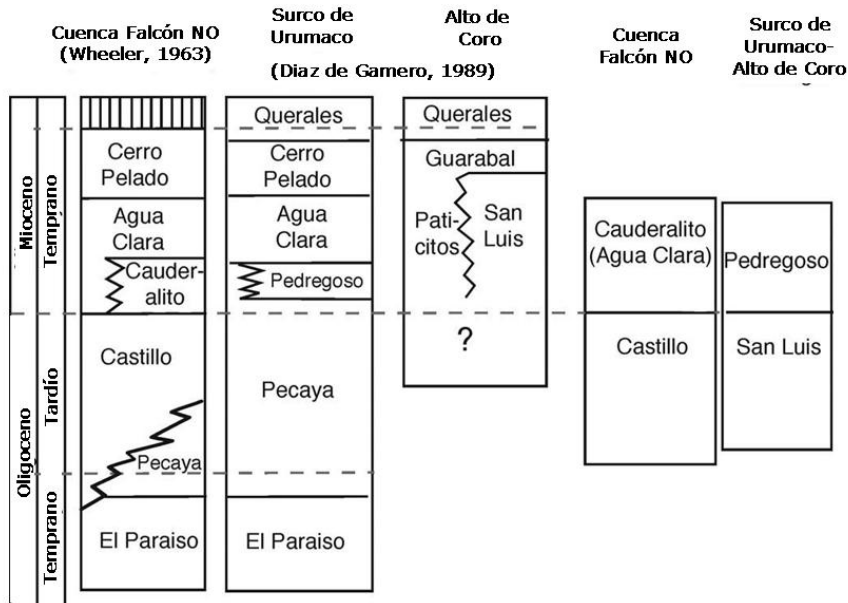 Cuenca Falcón NO
(Wheeler, 1963)
Surco de
Urumaco
Alto de
Coro
(Diaz de Gamero, 1989)
Cuenca
Falcón NO
Surco de
Urumaco-
Alto de Coro
Mioceno
Temprano
Oligoceno
Tardío
Temprano
Cerro
Pelado
Agua
Clara
Cauder-
alito
Castillo
Pecaya
El Paraiso
Querales
Cerro
Pelado
Agua
Clara
Pedregoso
Pecaya
El Paraiso
Querales
Guarabal
Pati-
citos
San
Luis
?
Cauderalito
(Agua Clara)
Castillo
Pedregoso
San Luis